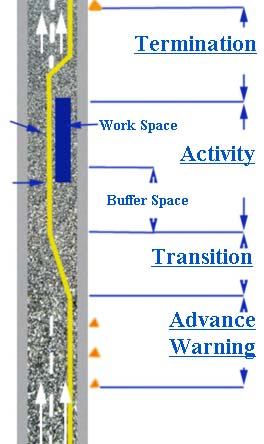 Termination
Work Space
Activity
Buffer Space
Transition
Advance
Warning